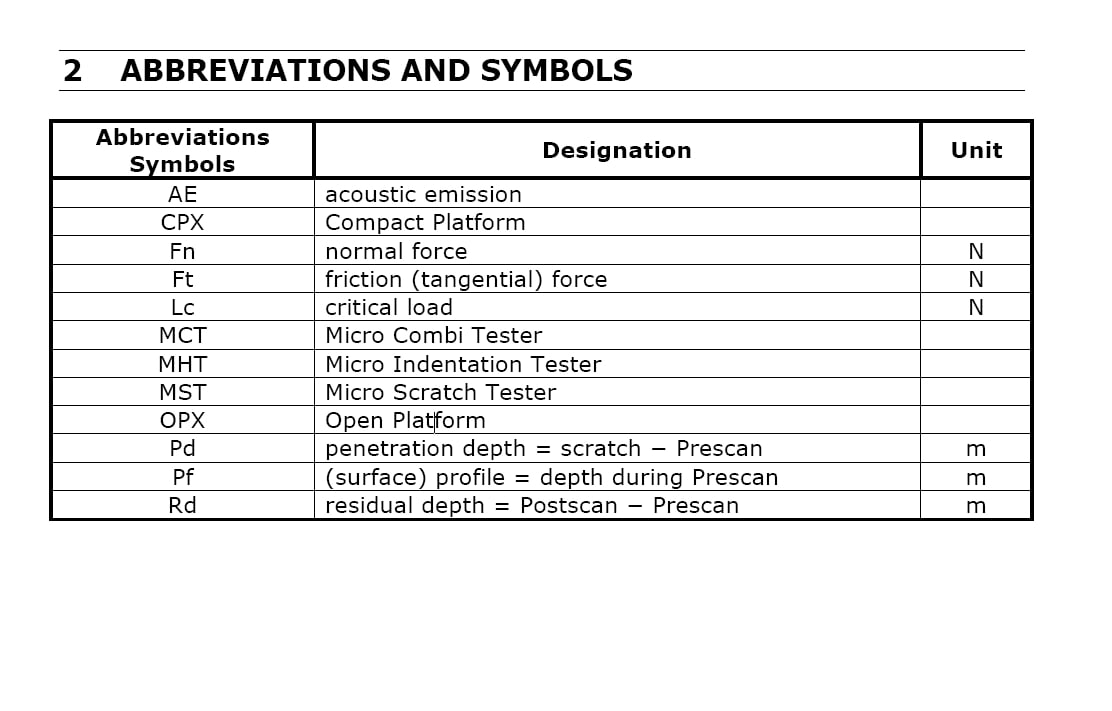 2 ABBREVIATIONS AND SYMBOLS
Abbreviations Symbols Designation Unit
AE acoustic emission
CPX Compact Platform
Fn normal force N
Ft friction (tangential) force N
Lc critical load N
MCT Micro Combi Tester
MHT Micro Indentation Tester
MST Micro Scratch Tester
OPX Open Platform
Pd penetration depth = scratch − Prescan m
Pf (surface) profile = depth during Prescan m
Rd residual depth = Postscan − Prescan m